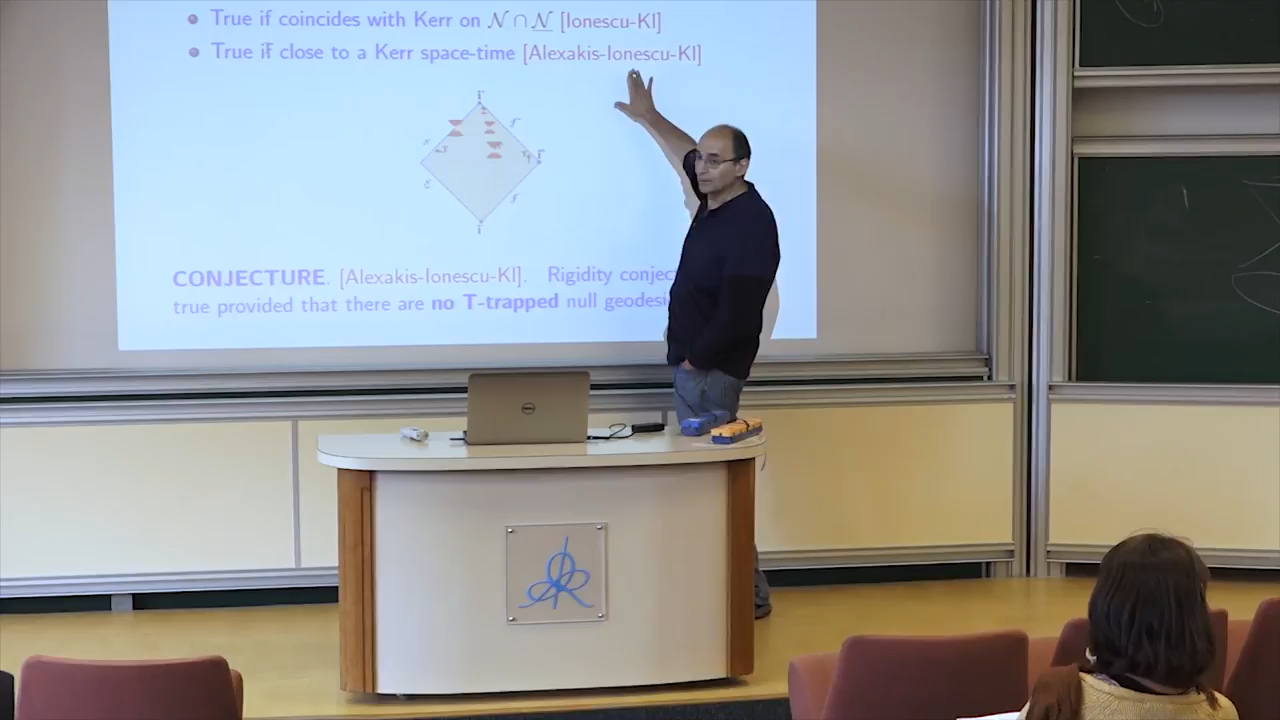 True if coincides with Kerr on 𝒩 ∩ 𝒩̲ [Ionescu-Kl]
True if close to a Kerr space-time [Alexakis-Ionescu-Kl]
CONJECTURE. [Alexakis-Ionescu-Kl]. Rigidity conjec
true provided that there are no T-trapped null geodesi
DELL